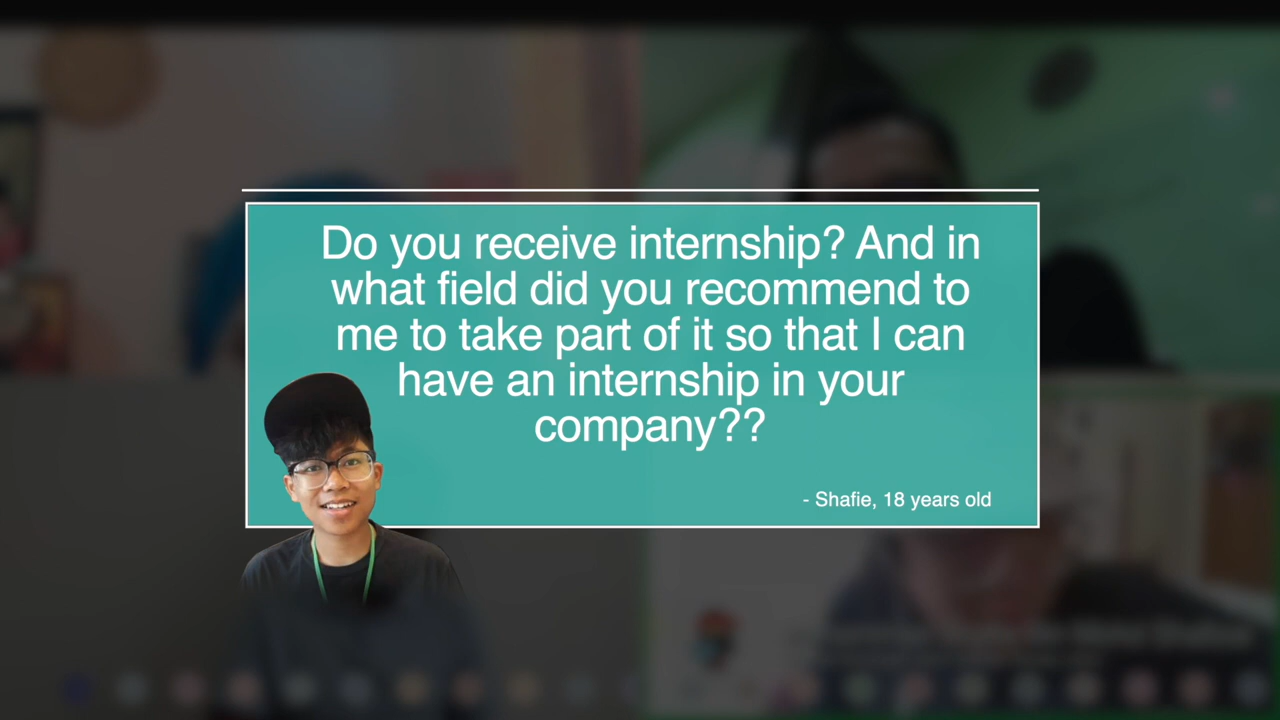 Do you receive internship? And in
what field did you recommend to
me to take part of it so that I can
have an internship in your
company??
- Shafie, 18 years old